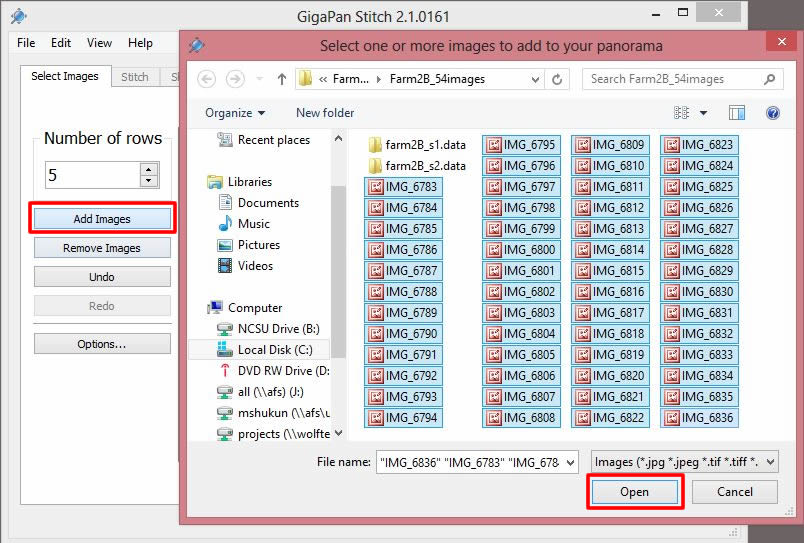 GigaPan Stitch 2.1.0161
File Edit View Help
Select Images Stitch
Number of rows
5
Add Images
Remove Images
Undo
Redo
Options...
Select one or more images to add to your panorama
« Farm... Farm2B_54images
Search Farm2B_54images
Organize New folder
Recent places
Libraries
Documents
Music
Pictures
Videos
Computer
NCSU Drive (B:)
Local Disk (C:)
DVD RW Drive (D:
all (\\afs) (J:)
mshukun (\\afs\u
projects (\\wolfte
farm2B_s1.data
farm2B_s2.data
IMG_6783
IMG_6784
IMG_6785
IMG_6786
IMG_6787
IMG_6788
IMG_6789
IMG_6790
IMG_6791
IMG_6792
IMG_6793
IMG_6794
IMG_6795
IMG_6796
IMG_6797
IMG_6798
IMG_6799
IMG_6800
IMG_6801
IMG_6802
IMG_6803
IMG_6804
IMG_6805
IMG_6806
IMG_6807
IMG_6808
IMG_6809
IMG_6810
IMG_6811
IMG_6812
IMG_6813
IMG_6814
IMG_6815
IMG_6816
IMG_6817
IMG_6818
IMG_6819
IMG_6820
IMG_6821
IMG_6822
IMG_6823
IMG_6824
IMG_6825
IMG_6826
IMG_6827
IMG_6828
IMG_6829
IMG_6830
IMG_6831
IMG_6832
IMG_6833
IMG_6834
IMG_6835
IMG_6836
File name: "IMG_6836" "IMG_6783" "IMG_678
Images (*.jpg *.jpeg *.tif *.tiff *.
Open Cancel